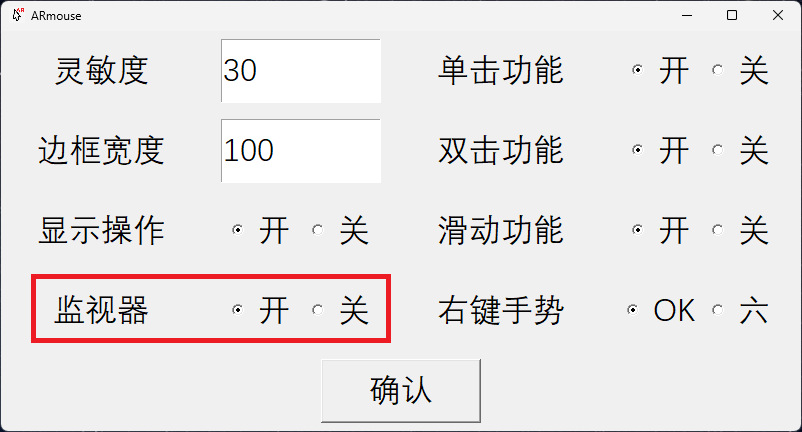 ARmouse
灵敏度 30 单击功能 开 关
边框宽度 100 双击功能 开 关
显示操作 开 关 滑动功能 开 关
监视器 开 关 右键手势 OK 六
确认